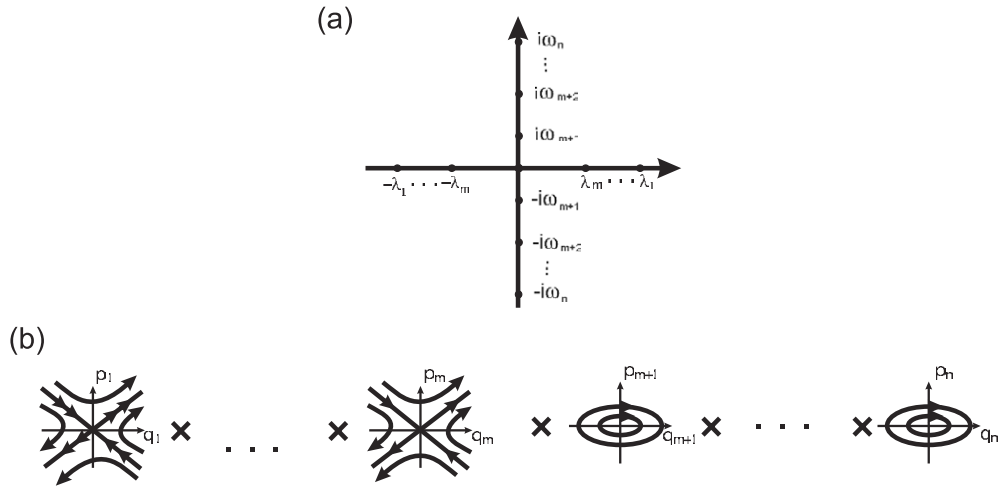 (a)
iωn
⋮
iωm+2
iωm+1
-λ1 ··· -λm λm ··· λ1
-iωm+1
-iωm+2
⋮
-iωn
(b)
p1 pm pm+1 pn
q1 × ... × qm × qm+1 × ... × qn